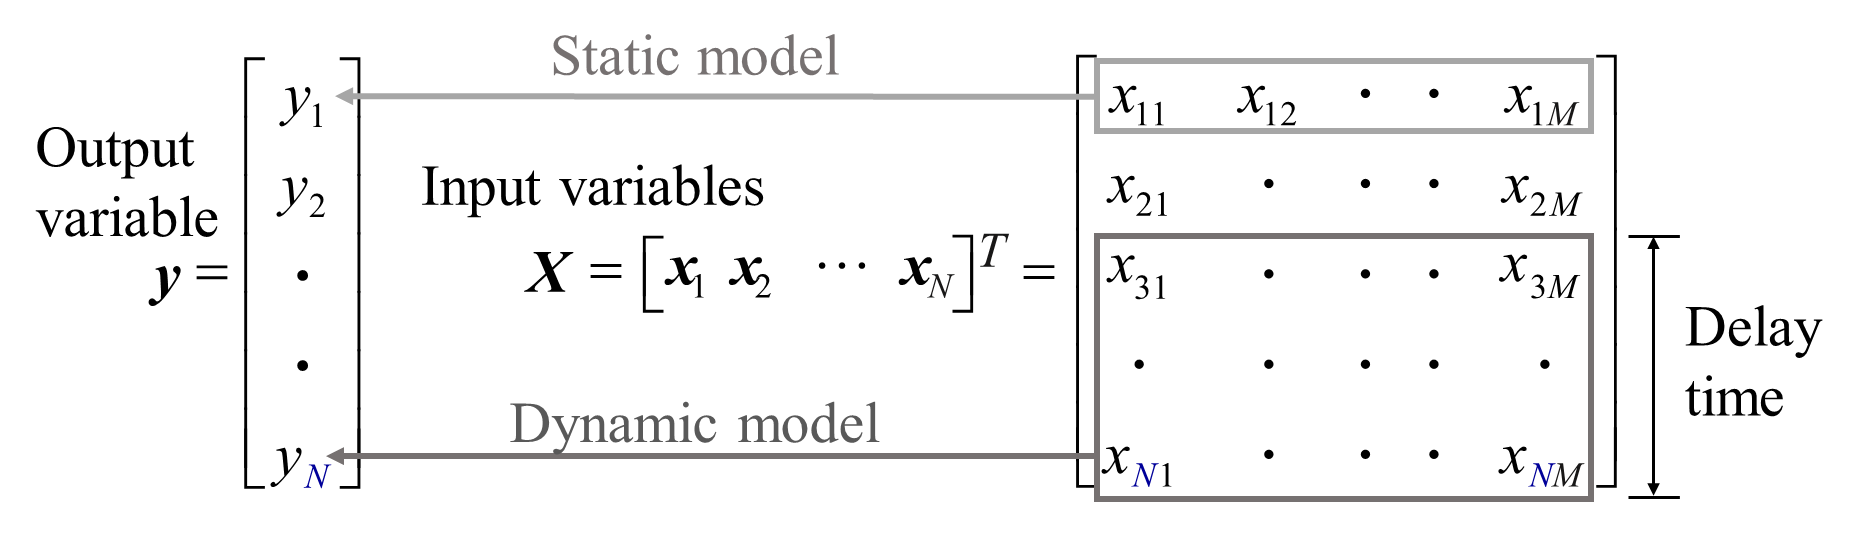 Static model
Output variable
y =
y1
y2
·
·
yN
Input variables
X = [x1 x2 ··· xN]^T =
x11 x12 · · x1M
x21 · · · x2M
x31 · · · x3M
· · · · ·
xN1 · · · xNM
Dynamic model
Delay time